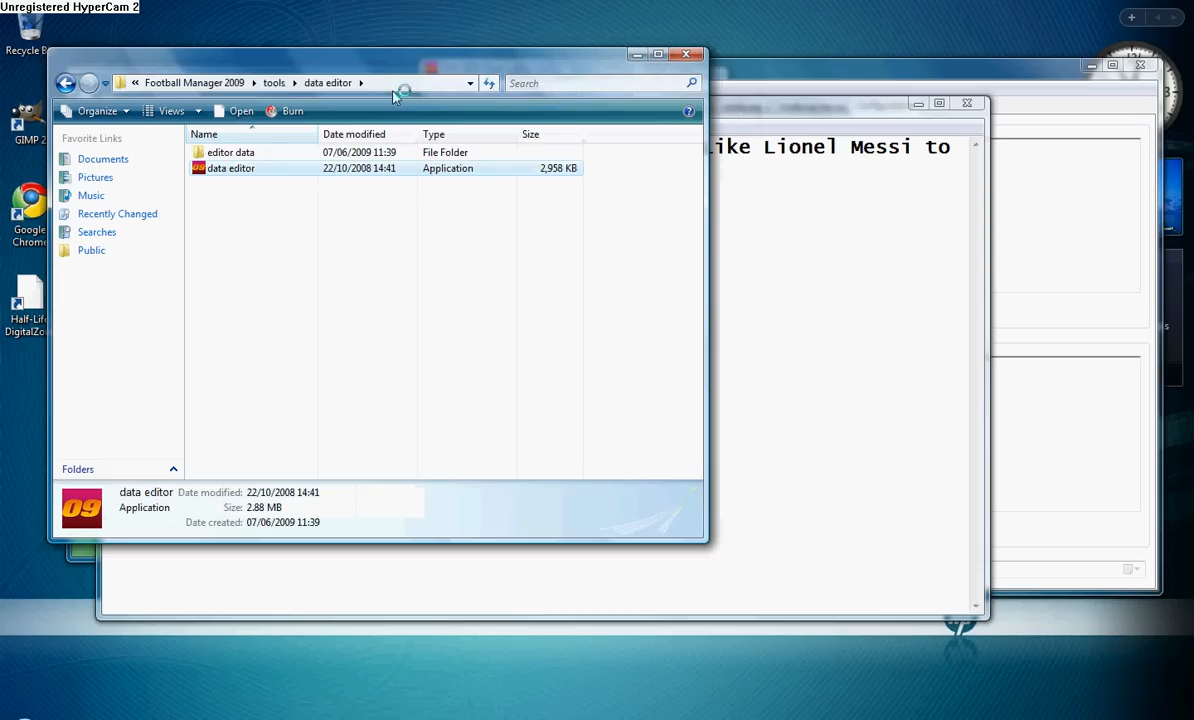 Unregistered HyperCam 2
Recycle B
GIMP 2
Google Chrome
Half-Life
DigitalZo
« Football Manager 2009 tools data editor
Search
Organize Views Open Burn
Favorite Links
Documents
Pictures
Music
Recently Changed
Searches
Public
Folders
Name Date modified Type Size
editor data 07/06/2009 11:39 File Folder
data editor 22/10/2008 14:41 Application 2,958 KB
data editor Date modified: 22/10/2008 14:41
Application Size: 2.88 MB
Date created: 07/06/2009 11:39
09
like Lionel Messi to
hp